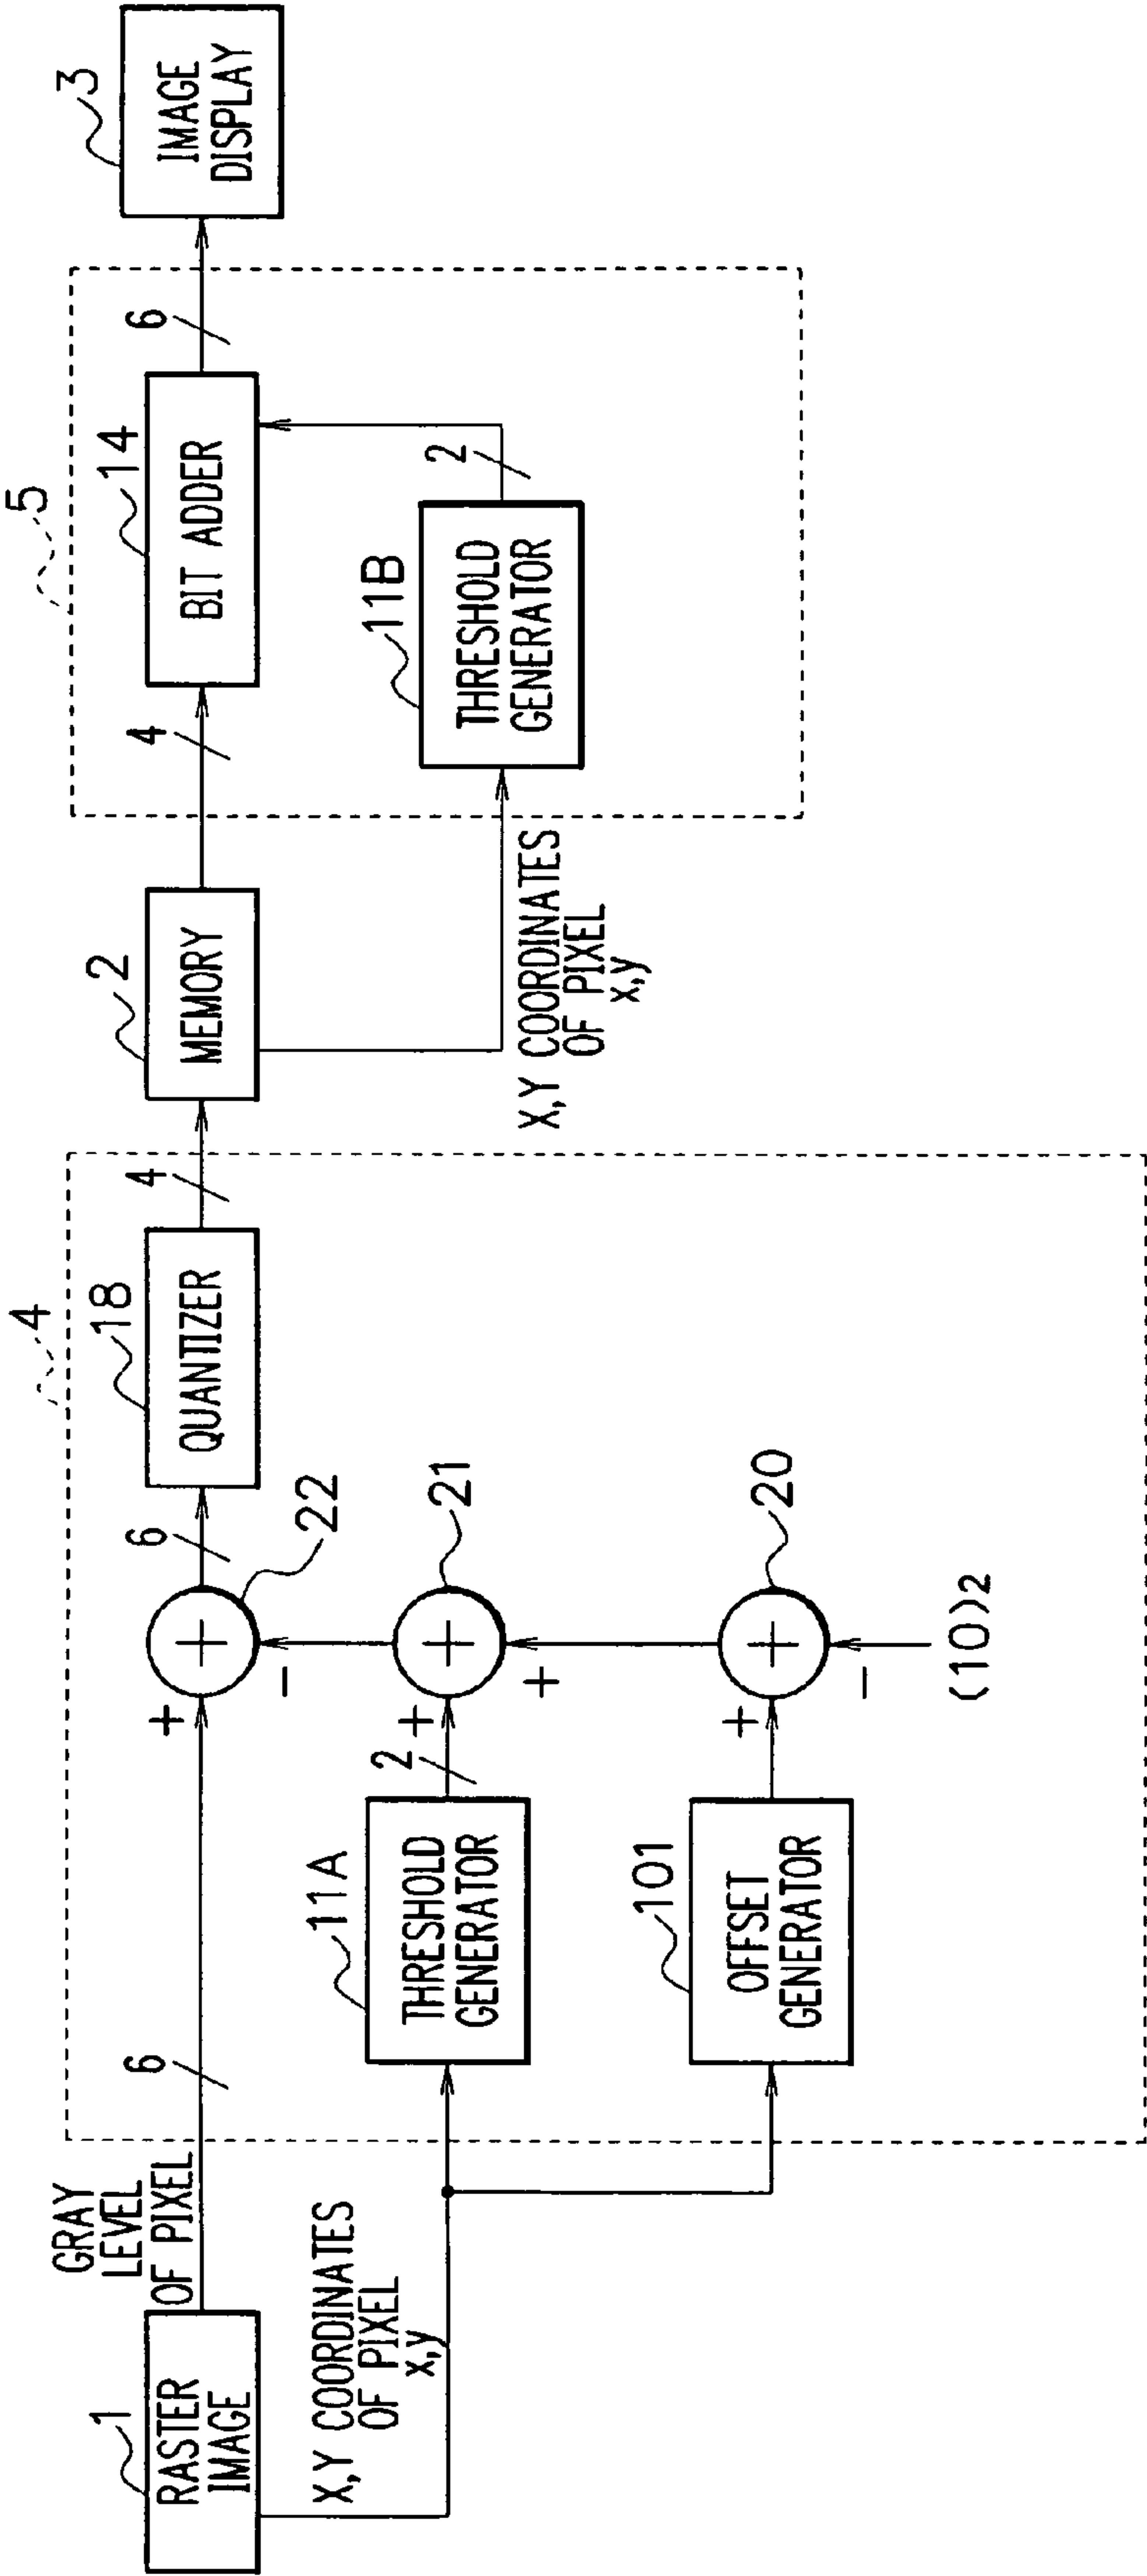 1
RASTER
IMAGE
GRAY
LEVEL
OF PIXEL
6
X,Y COORDINATES
OF PIXEL
x,y
4
11A
THRESHOLD
GENERATOR
2
101
OFFSET
GENERATOR
+
+
-
22
+
+
+
+
21
+
+
-
20
(10)2
6
18
QUANTIZER
4
2
MEMORY
X,Y COORDINATES
OF PIXEL
x,y
4
5
14
BIT ADDER
6
11B
THRESHOLD
GENERATOR
2
3
IMAGE
DISPLAY